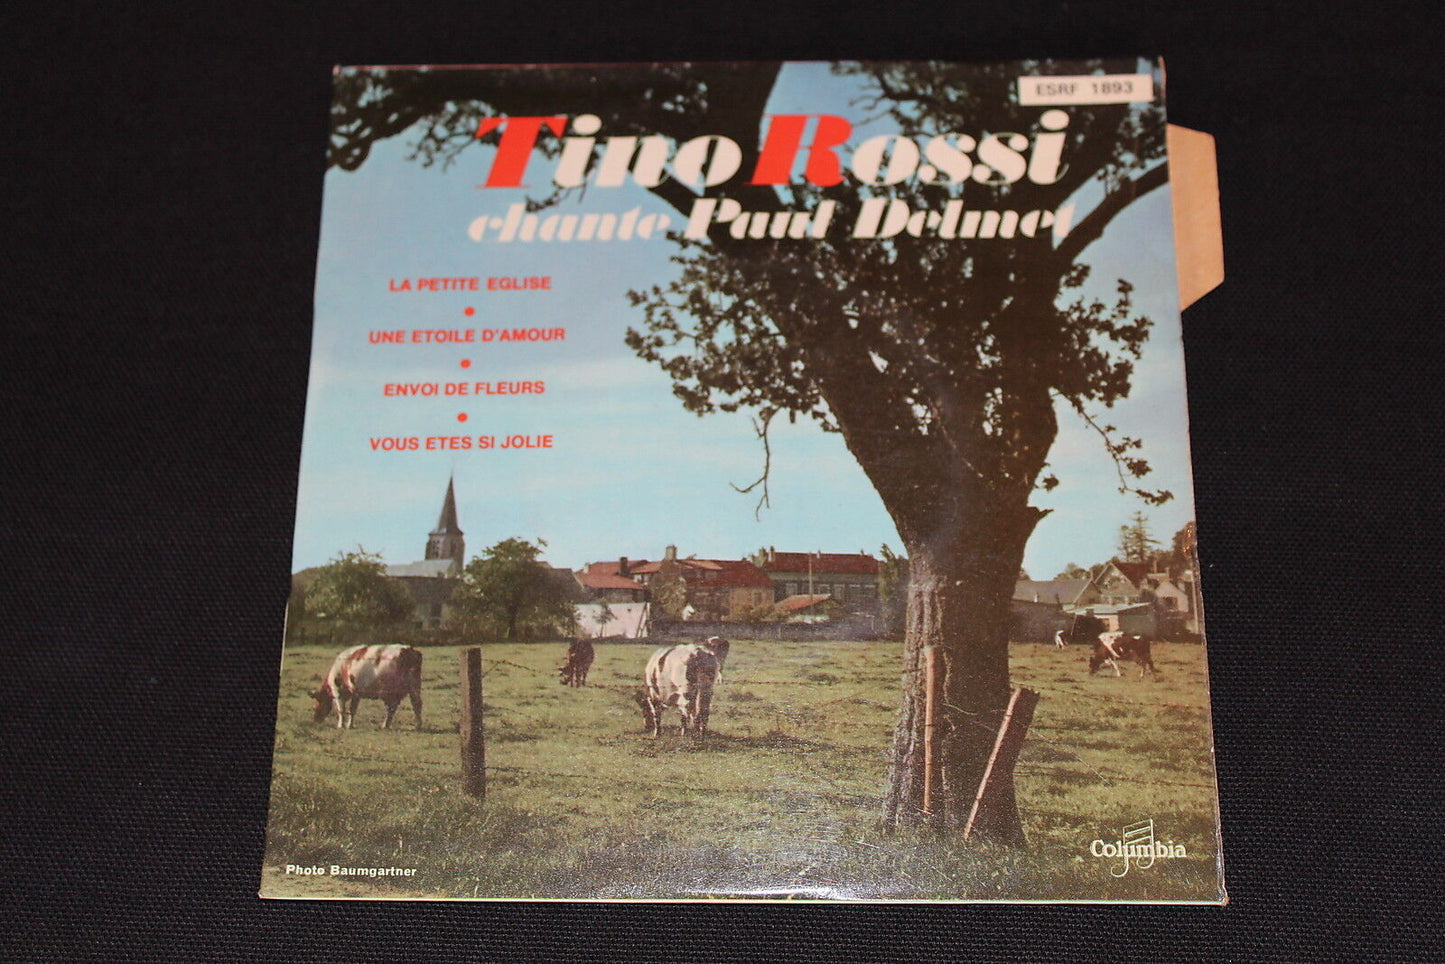 ESRF 1893
Tino Rossi
chante Paul Delmet
LA PETITE EGLISE
UNE ETOILE D'AMOUR
ENVOI DE FLEURS
VOUS ETES SI JOLIE
Columbia
Photo Baumgartner